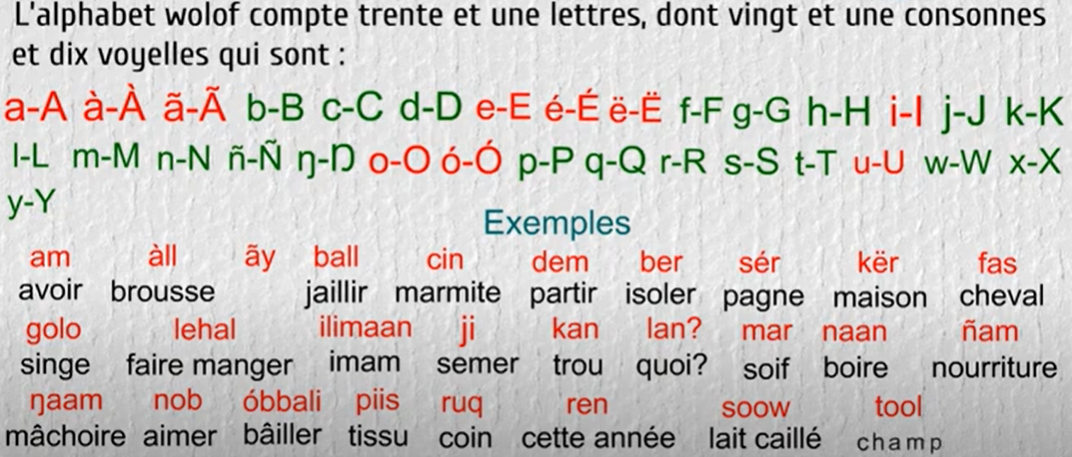 L'alphabet wolof compte trente et une lettres, dont vingt et une consonnes
et dix voyelles qui sont :
a-A à-À ã-Ã b-B c-C d-D e-E é-É ë-Ë f-F g-G h-H i-I j-J k-K
l-L m-M n-N ñ-Ñ ŋ-Ŋ o-O ó-Ó p-P q-Q r-R s-S t-T u-U w-W x-X
y-Y
Exemples
am àll ãy ball cin dem ber sér kër fas
avoir brousse jaillir marmite partir isoler pagne maison cheval
golo lehal ilimaan ji kan lan? mar naan ñam
singe faire manger imam semer trou quoi? soif boire nourriture
ŋaam nob óbbali piis ruq ren soow tool
mâchoire aimer bâiller tissu coin cette année lait caillé champ